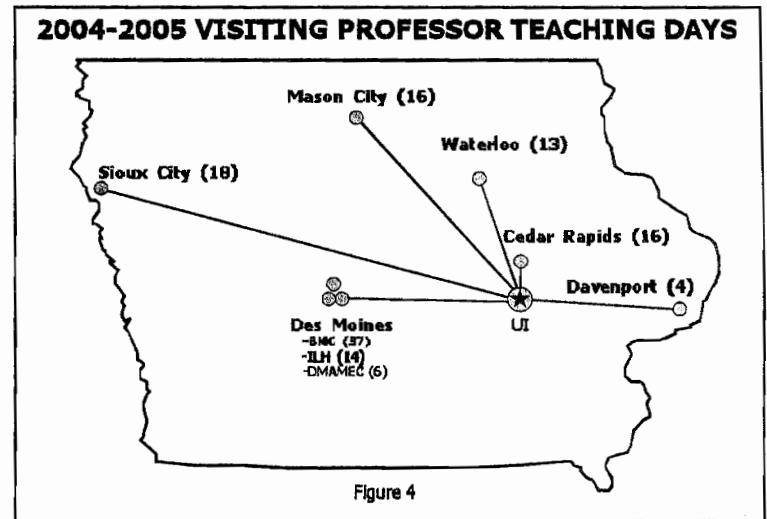 2004-2005 VISITING PROFESSOR TEACHING DAYS
Mason City (16)
Waterloo (13)
Sioux City (18)
Cedar Rapids (16)
Davenport (4)
UI
Des Moines
-BMC (37)
-ILH (14)
-DMAMEC (6)
Figure 4